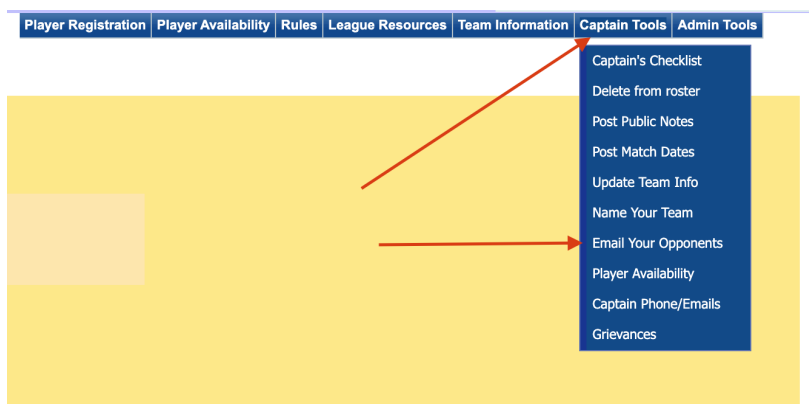 Player Registration Player Availability Rules League Resources Team Information Captain Tools Admin Tools
Captain's Checklist
Delete from roster
Post Public Notes
Post Match Dates
Update Team Info
Name Your Team
Email Your Opponents
Player Availability
Captain Phone/Emails
Grievances